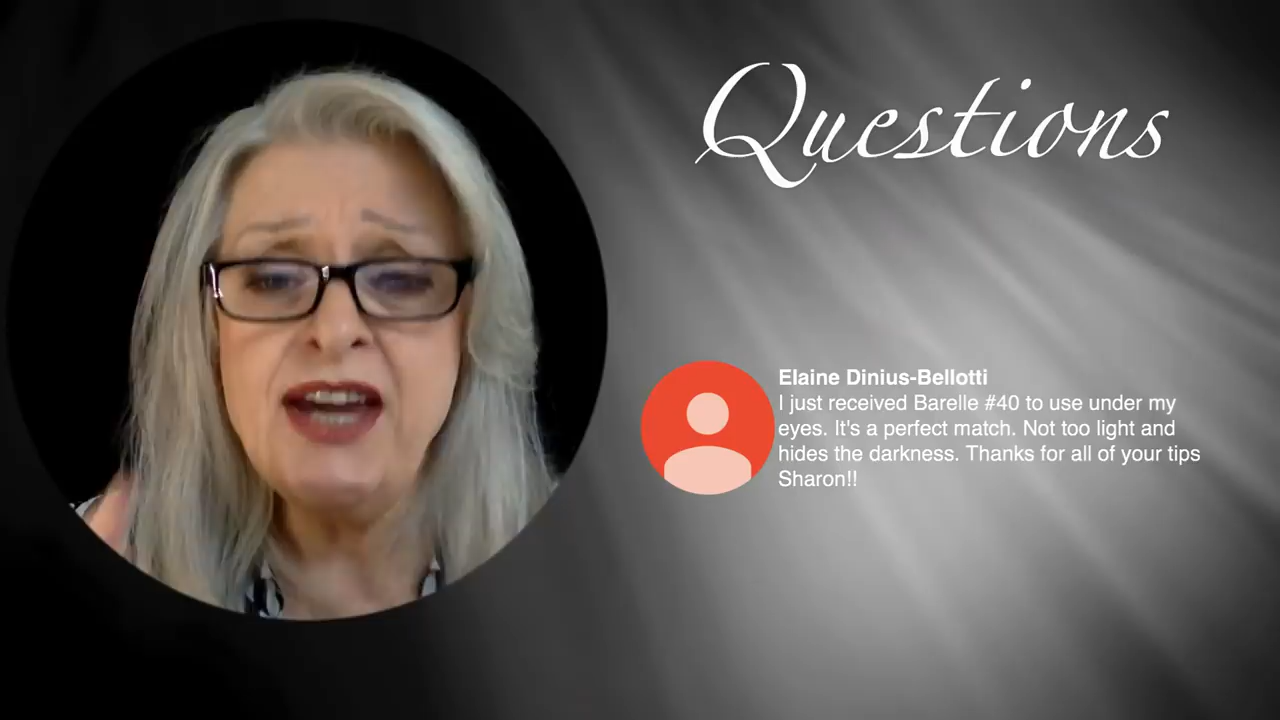 Questions
Elaine Dinius-Bellotti
I just received Barelle #40 to use under my
eyes. It's a perfect match. Not too light and
hides the darkness. Thanks for all of your tips
Sharon!!